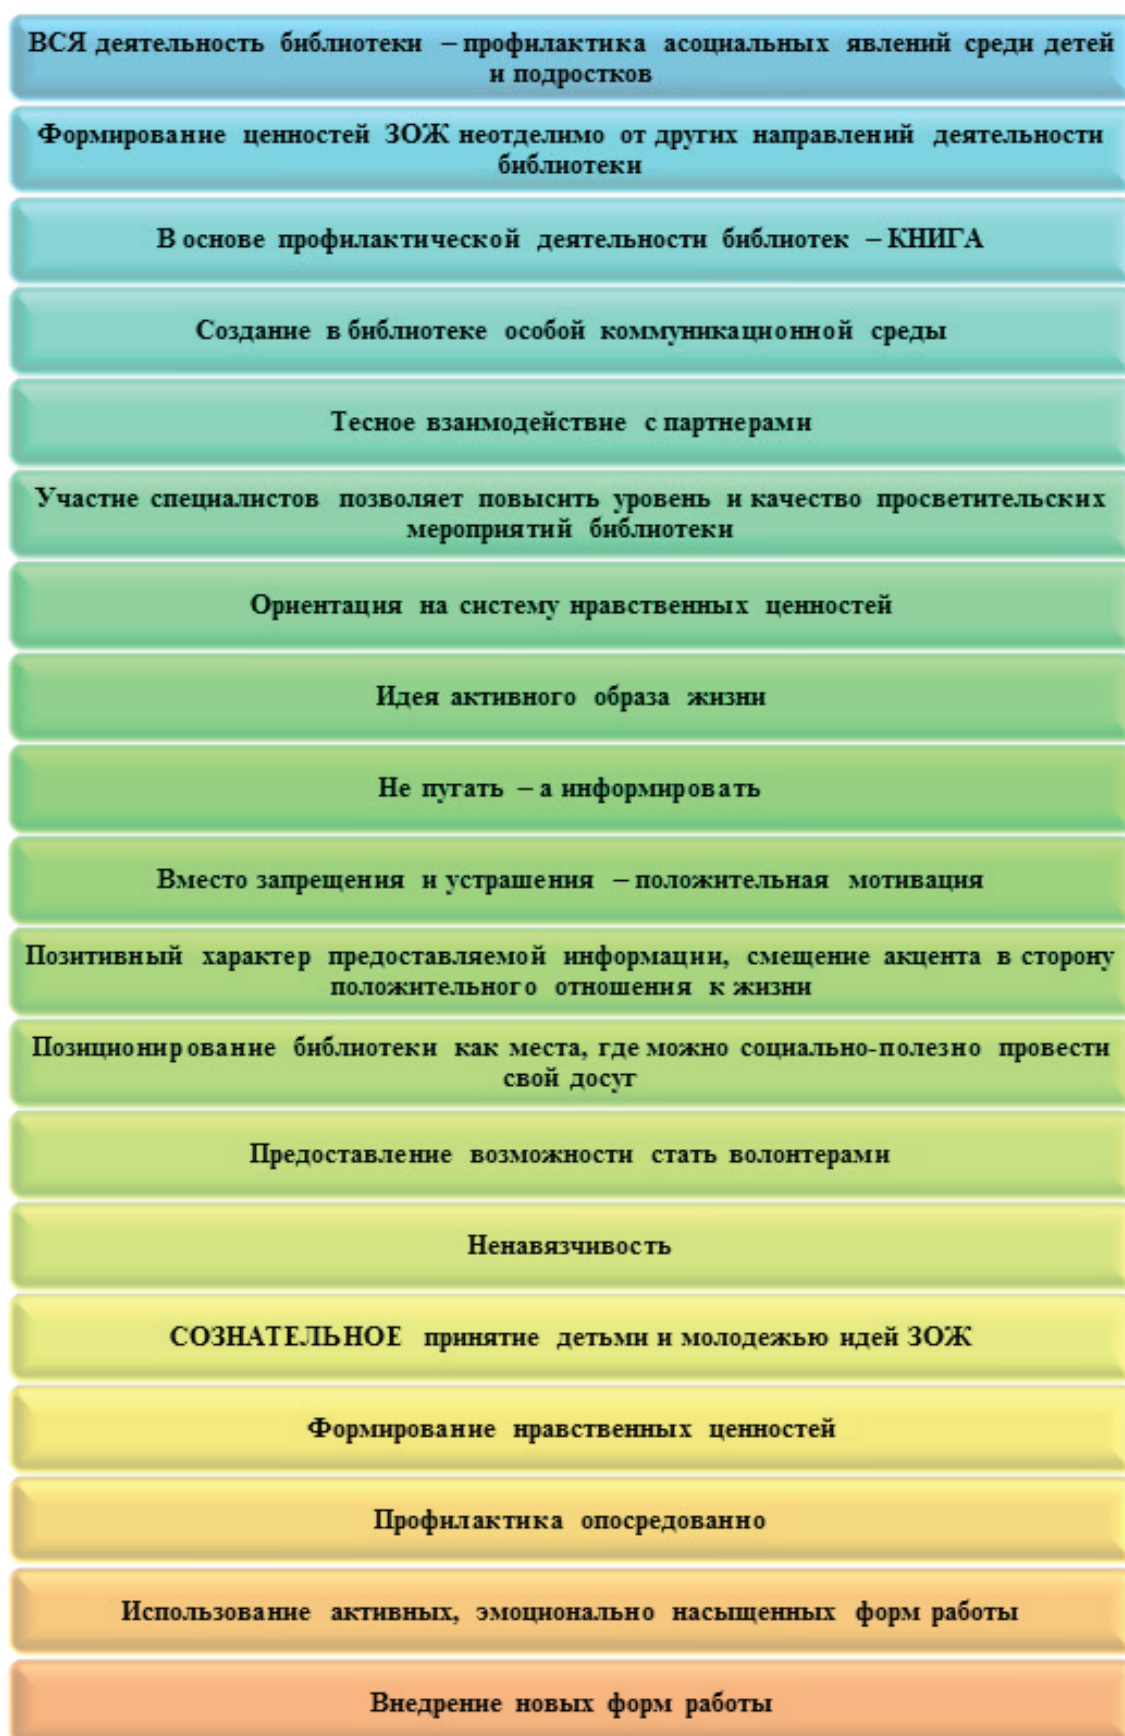 ВСЯ деятельность библиотеки – профилактика асоциальных явлений среди детей
и подростков
Формирование ценностей ЗОЖ неотделимо от других направлений деятельности
библиотеки
В основе профилактической деятельности библиотек – КНИГА
Создание в библиотеке особой коммуникационной среды
Тесное взаимодействие с партнерами
Участие специалистов позволяет повысить уровень и качество просветительских
мероприятий библиотеки
Ориентация на систему нравственных ценностей
Идея активного образа жизни
Не пугать – а информировать
Вместо запрещения и устрашения – положительная мотивация
Позитивный характер предоставляемой информации, смещение акцента в сторону
положительного отношения к жизни
Позиционирование библиотеки как места, где можно социально-полезно провести
свой досуг
Предоставление возможности стать волонтерами
Ненавязчивость
СОЗНАТЕЛЬНОЕ принятие детьми и молодежью идей ЗОЖ
Формирование нравственных ценностей
Профилактика опосредованно
Использование активных, эмоционально насыщенных форм работы
Внедрение новых форм работы